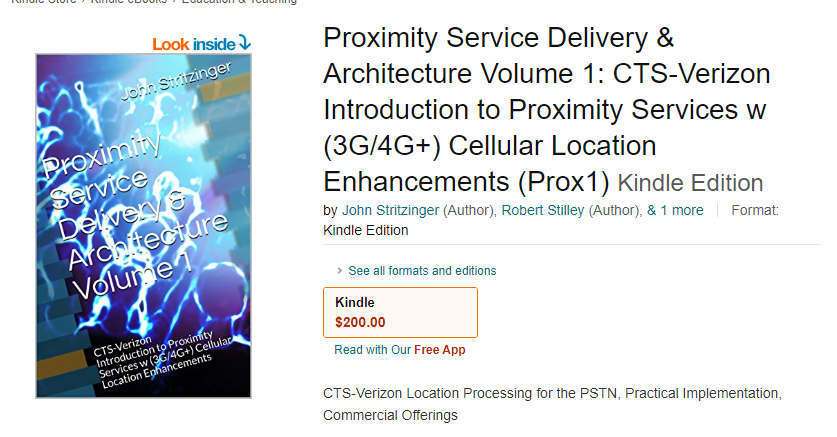 Kindle Store › Kindle eBooks › Education & Teaching
Look inside
John Stritzinger
Proximity
Service
Delivery &
Architecture
Volume 1
CTS-Verizon
Introduction to Proximity
Services w (3G/4G+) Cellular
Location Enhancements
Proximity Service Delivery &
Architecture Volume 1: CTS-Verizon
Introduction to Proximity Services w
(3G/4G+) Cellular Location
Enhancements (Prox1) Kindle Edition
by John Stritzinger (Author), Robert Stilley (Author), & 1 more Format:
Kindle Edition
› See all formats and editions
Kindle
$200.00
Read with Our Free App
CTS-Verizon Location Processing for the PSTN, Practical Implementation,
Commercial Offerings